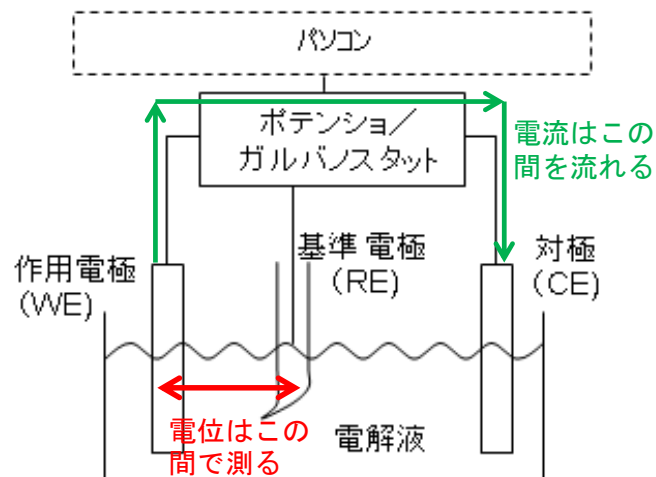 パソコン
ポテンショ/
ガルバノスタット
電流はこの
間を流れる
作用電極
(WE)
基準電極
(RE)
対極
(CE)
電位はこの
間で測る
電解液